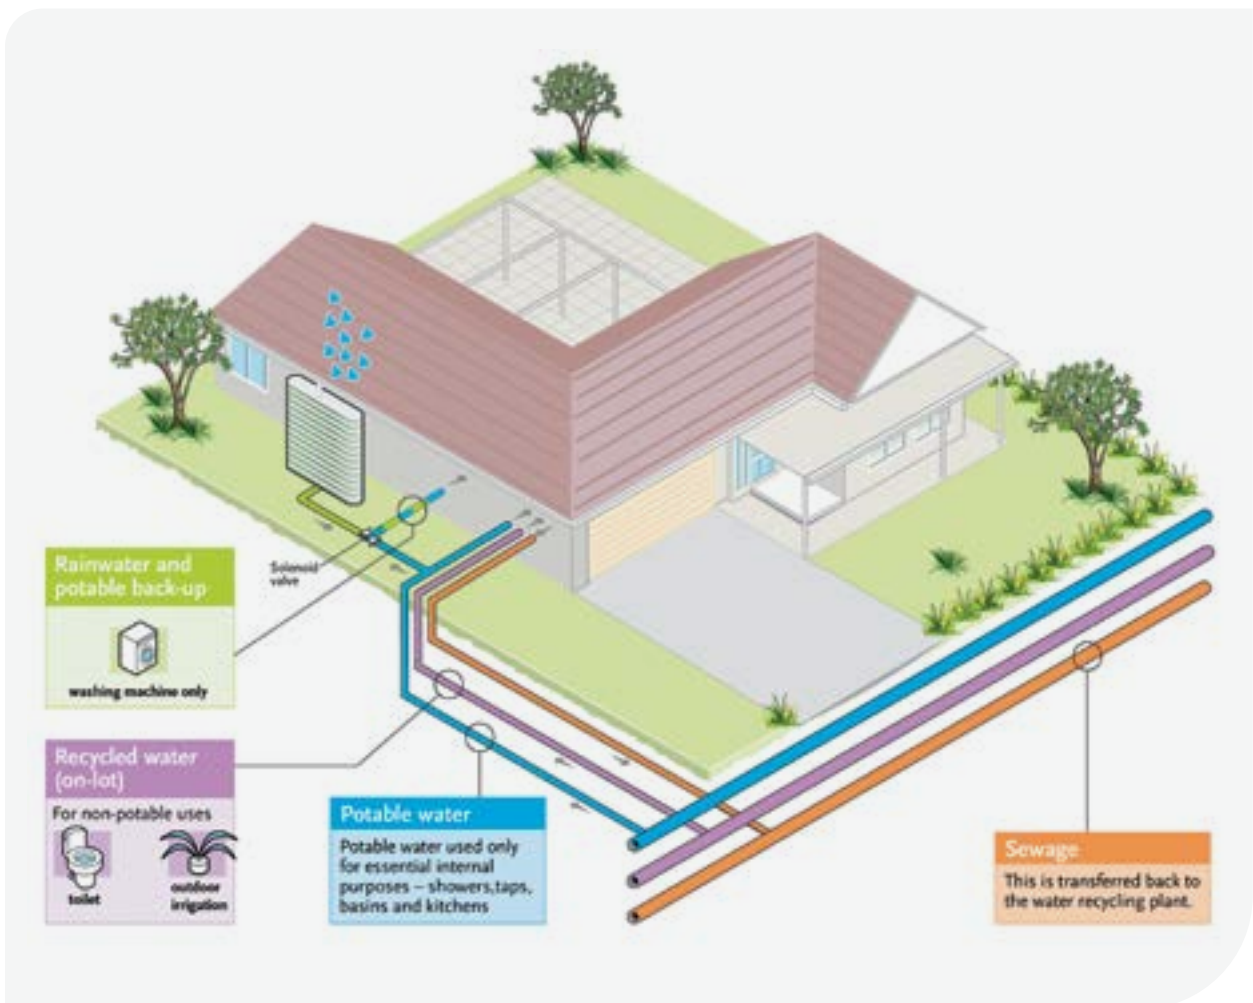 Solenoid
valve
Rainwater and
potable back-up
washing machine only
Recycled water
(on-lot)
For non-potable uses
toilet
outdoor
irrigation
Potable water
Potable water used only
for essential internal
purposes – showers,taps,
basins and kitchens
Sewage
This is transferred back to
the water recycling plant.